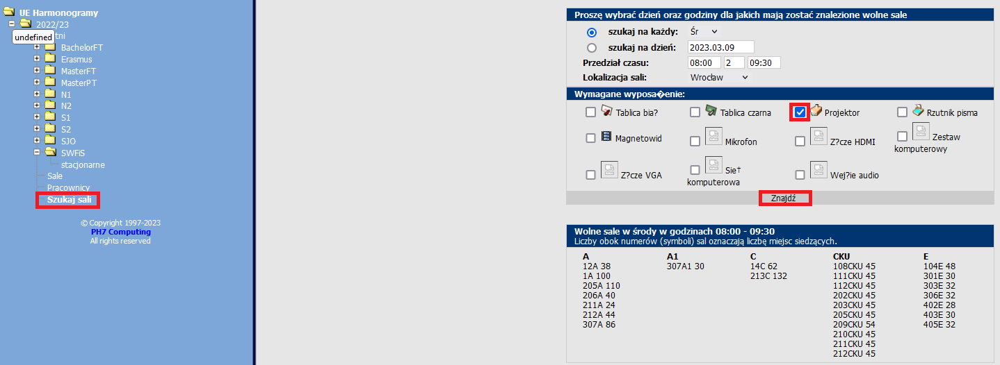 UE Harmonogramy
2022/23
undefined
tni
BachelorFT
Erasmus
MasterFT
MasterPT
N1
N2
S1
S2
SJO
SWFiS
stacjonarne
Sale
Pracownicy
Szukaj sali
© Copyright 1997-2023
PH7 Computing
All rights reserved
Proszę wybrać dzień oraz godziny dla jakich mają zostać znalezione wolne sale
szukaj na każdy: Śr
szukaj na dzień: 2023.03.09
Przedział czasu: 08:00 2 09:30
Lokalizacja sali: Wrocław
Wymagane wyposa�enie:
Tablica bia? Tablica czarna Projektor Rzutnik pisma
Magnetowid Mikrofon Z?cze HDMI Zestaw
komputerowy
Z?cze VGA Sie† Wej?ie audio
komputerowa
Znajdź
Wolne sale w środy w godzinach 08:00 - 09:30
Liczby obok numerów (symboli) sal oznaczają liczbę miejsc siedzących.
A A1 C CKU E
12A 38 307A1 30 14C 62 108CKU 45 104E 48
1A 100 213C 132 111CKU 45 301E 30
205A 110 112CKU 45 303E 32
206A 40 202CKU 45 306E 32
211A 24 203CKU 45 402E 28
212A 44 205CKU 45 403E 30
307A 86 209CKU 54 405E 32
210CKU 45
211CKU 45
212CKU 45